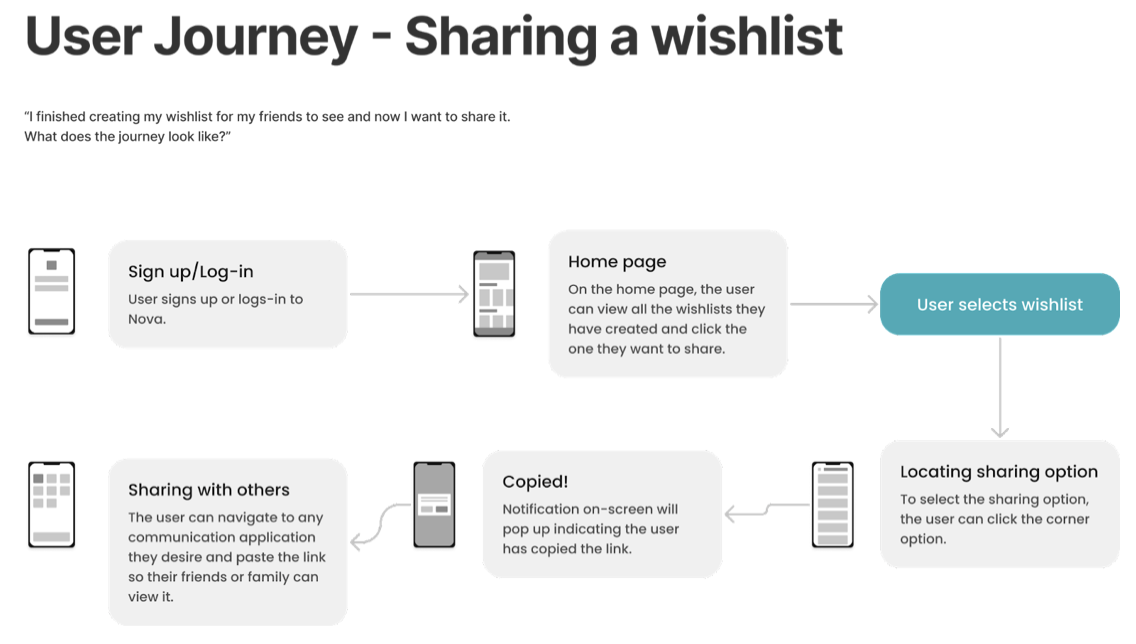 User Journey - Sharing a wishlist
“I finished creating my wishlist for my friends to see and now I want to share it.
What does the journey look like?”
Sign up/Log-in
User signs up or logs-in to
Nova.
Home page
On the home page, the user
can view all the wishlists they
have created and click the
one they want to share.
User selects wishlist
Locating sharing option
To select the sharing option,
the user can click the corner
option.
Copied!
Notification on-screen will
pop up indicating the user
has copied the link.
Sharing with others
The user can navigate to any
communication application
they desire and paste the link
so their friends or family can
view it.